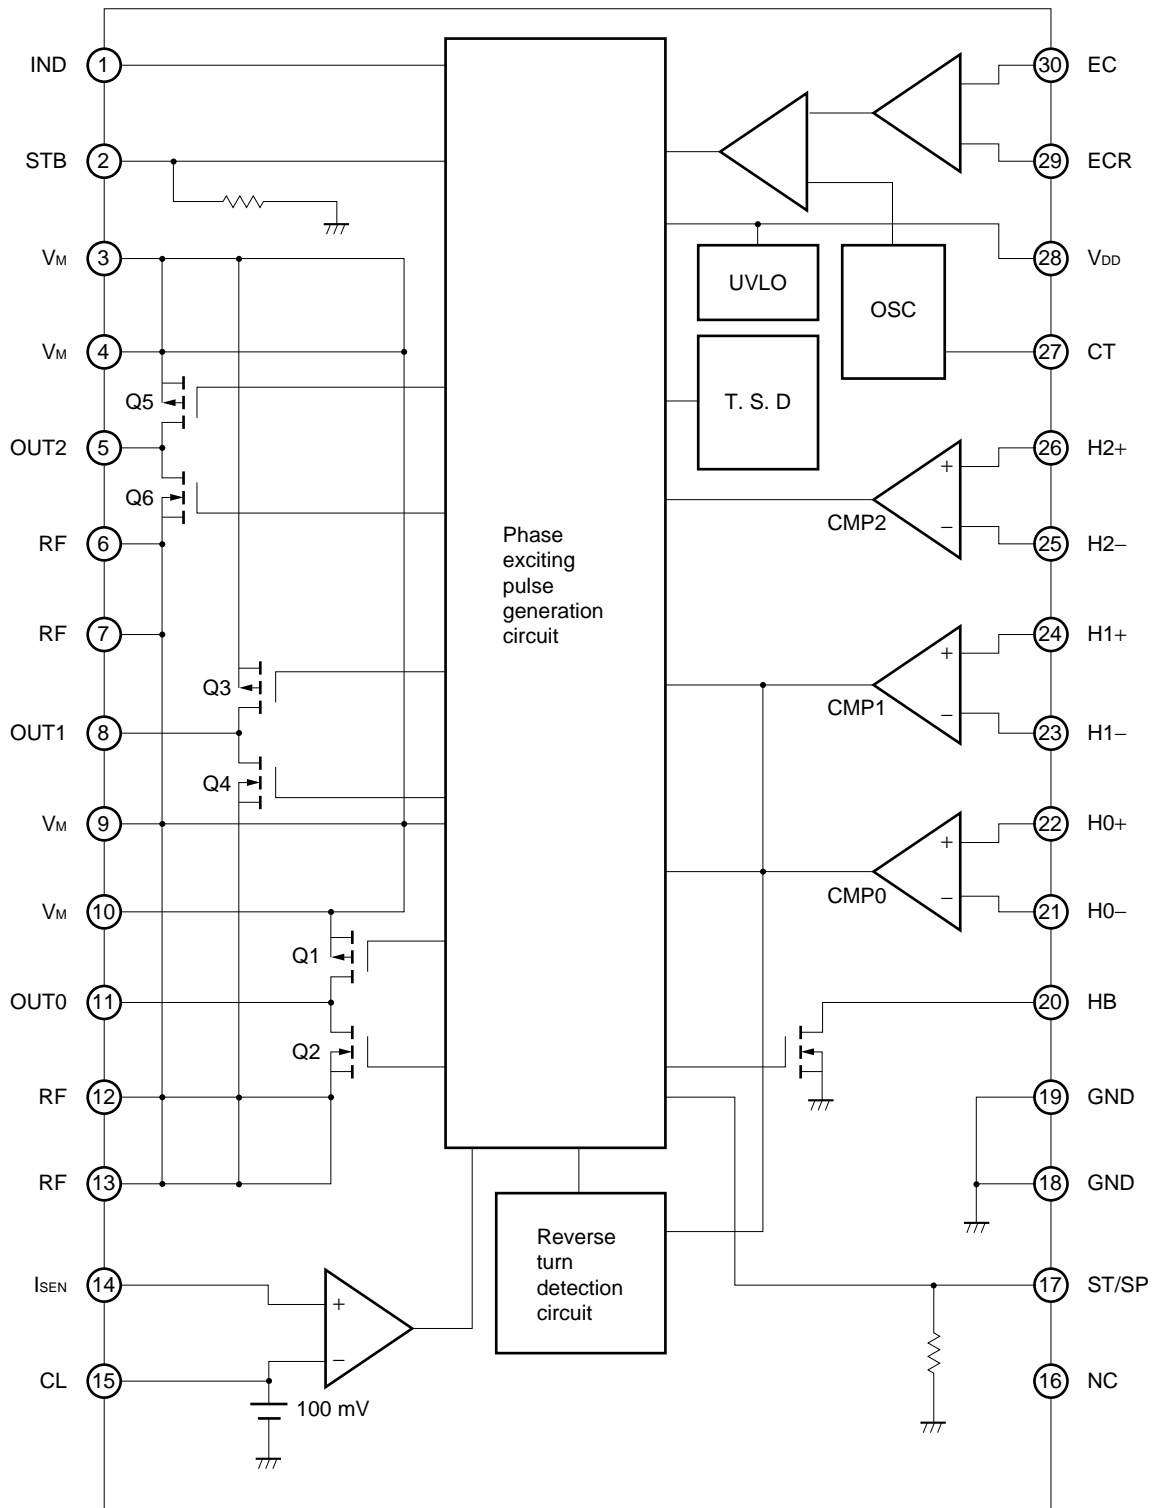 IND 1
30 EC
STB 2
29 ECR
VM 3
28 VDD
UVLO
OSC
VM 4
27 CT
T. S. D
Q5
OUT2 5
26 H2+
+
Q6
CMP2
−
RF 6
25 H2−
Phase
exciting
pulse
generation
circuit
RF 7
24 H1+
+
Q3
CMP1
−
OUT1 8
23 H1−
Q4
VM 9
22 H0+
+
CMP0
−
VM 10
21 H0−
Q1
OUT0 11
20 HB
Q2
RF 12
19 GND
RF 13
18 GND
Reverse
turn
detection
circuit
ISEN 14
17 ST/SP
+
−
CL 15
16 NC
100 mV